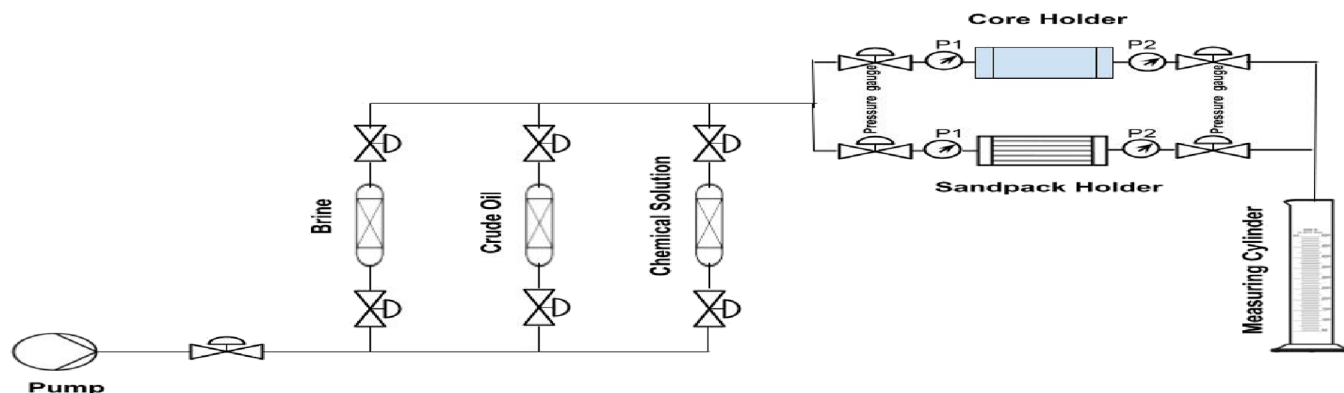 Core Holder
P1
P2
Pressure gauge
Pressure gauge
P1
P2
Sandpack Holder
Brine
Crude Oil
Chemical Solution
Measuring Cylinder
Pump